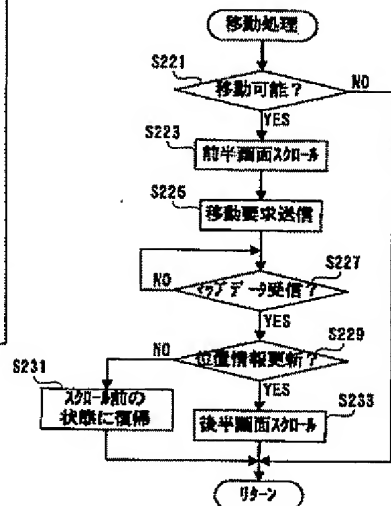 移動処理
S221
移動可能?
NO
YES
S223
前半画面スクロール
S225
移動要求送信
S227
NO
マップデータ受信?
YES
S229
NO
位置情報更新?
S231
YES
S233
スクロール前の
状態に復帰
後半画面スクロール
リターン